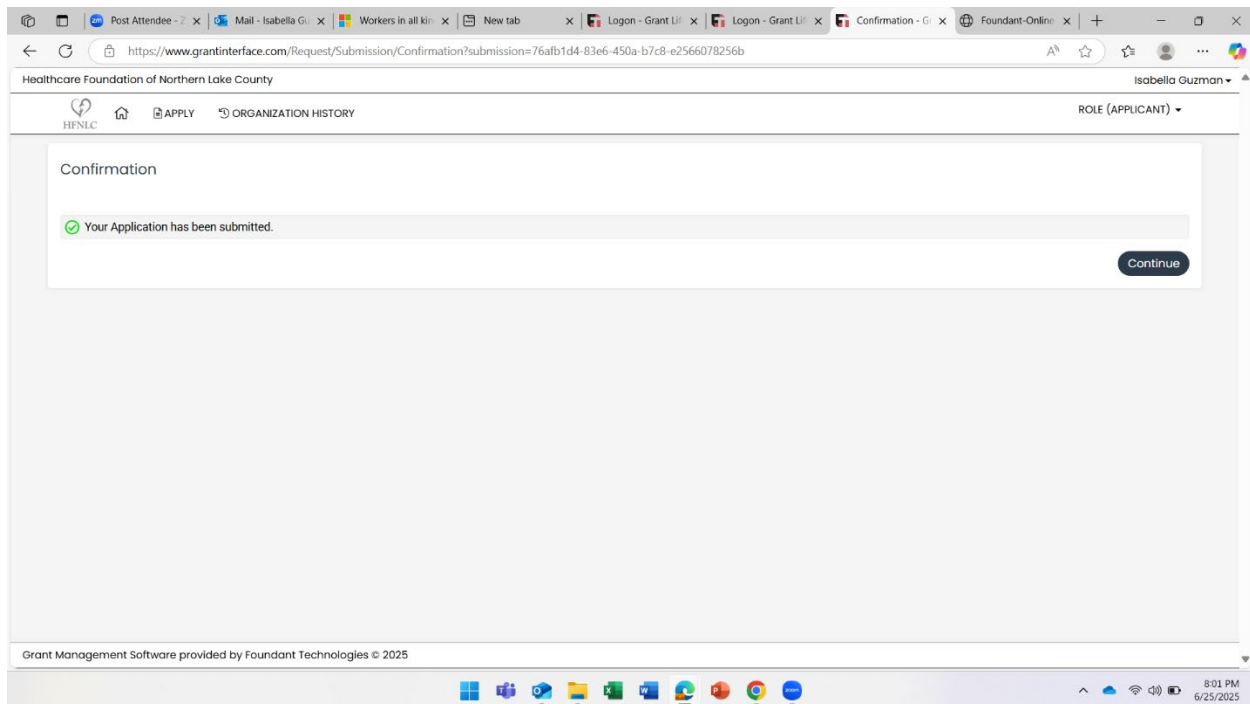 Post Attendee - Z
Mail - Isabella Gu
Workers in all kin
New tab
Logon - Grant Lif
Logon - Grant Lif
Confirmation - Gr
Foundant-Online
https://www.grantinterface.com/Request/Submission/Confirmation?submission=76afb1d4-83e6-450a-b7c8-e2566078256b
Healthcare Foundation of Northern Lake County
Isabella Guzman
HFNLC
APPLY
ORGANIZATION HISTORY
ROLE (APPLICANT)
Confirmation
Your Application has been submitted.
Continue
Grant Management Software provided by Foundant Technologies © 2025
8:01 PM
6/25/2025